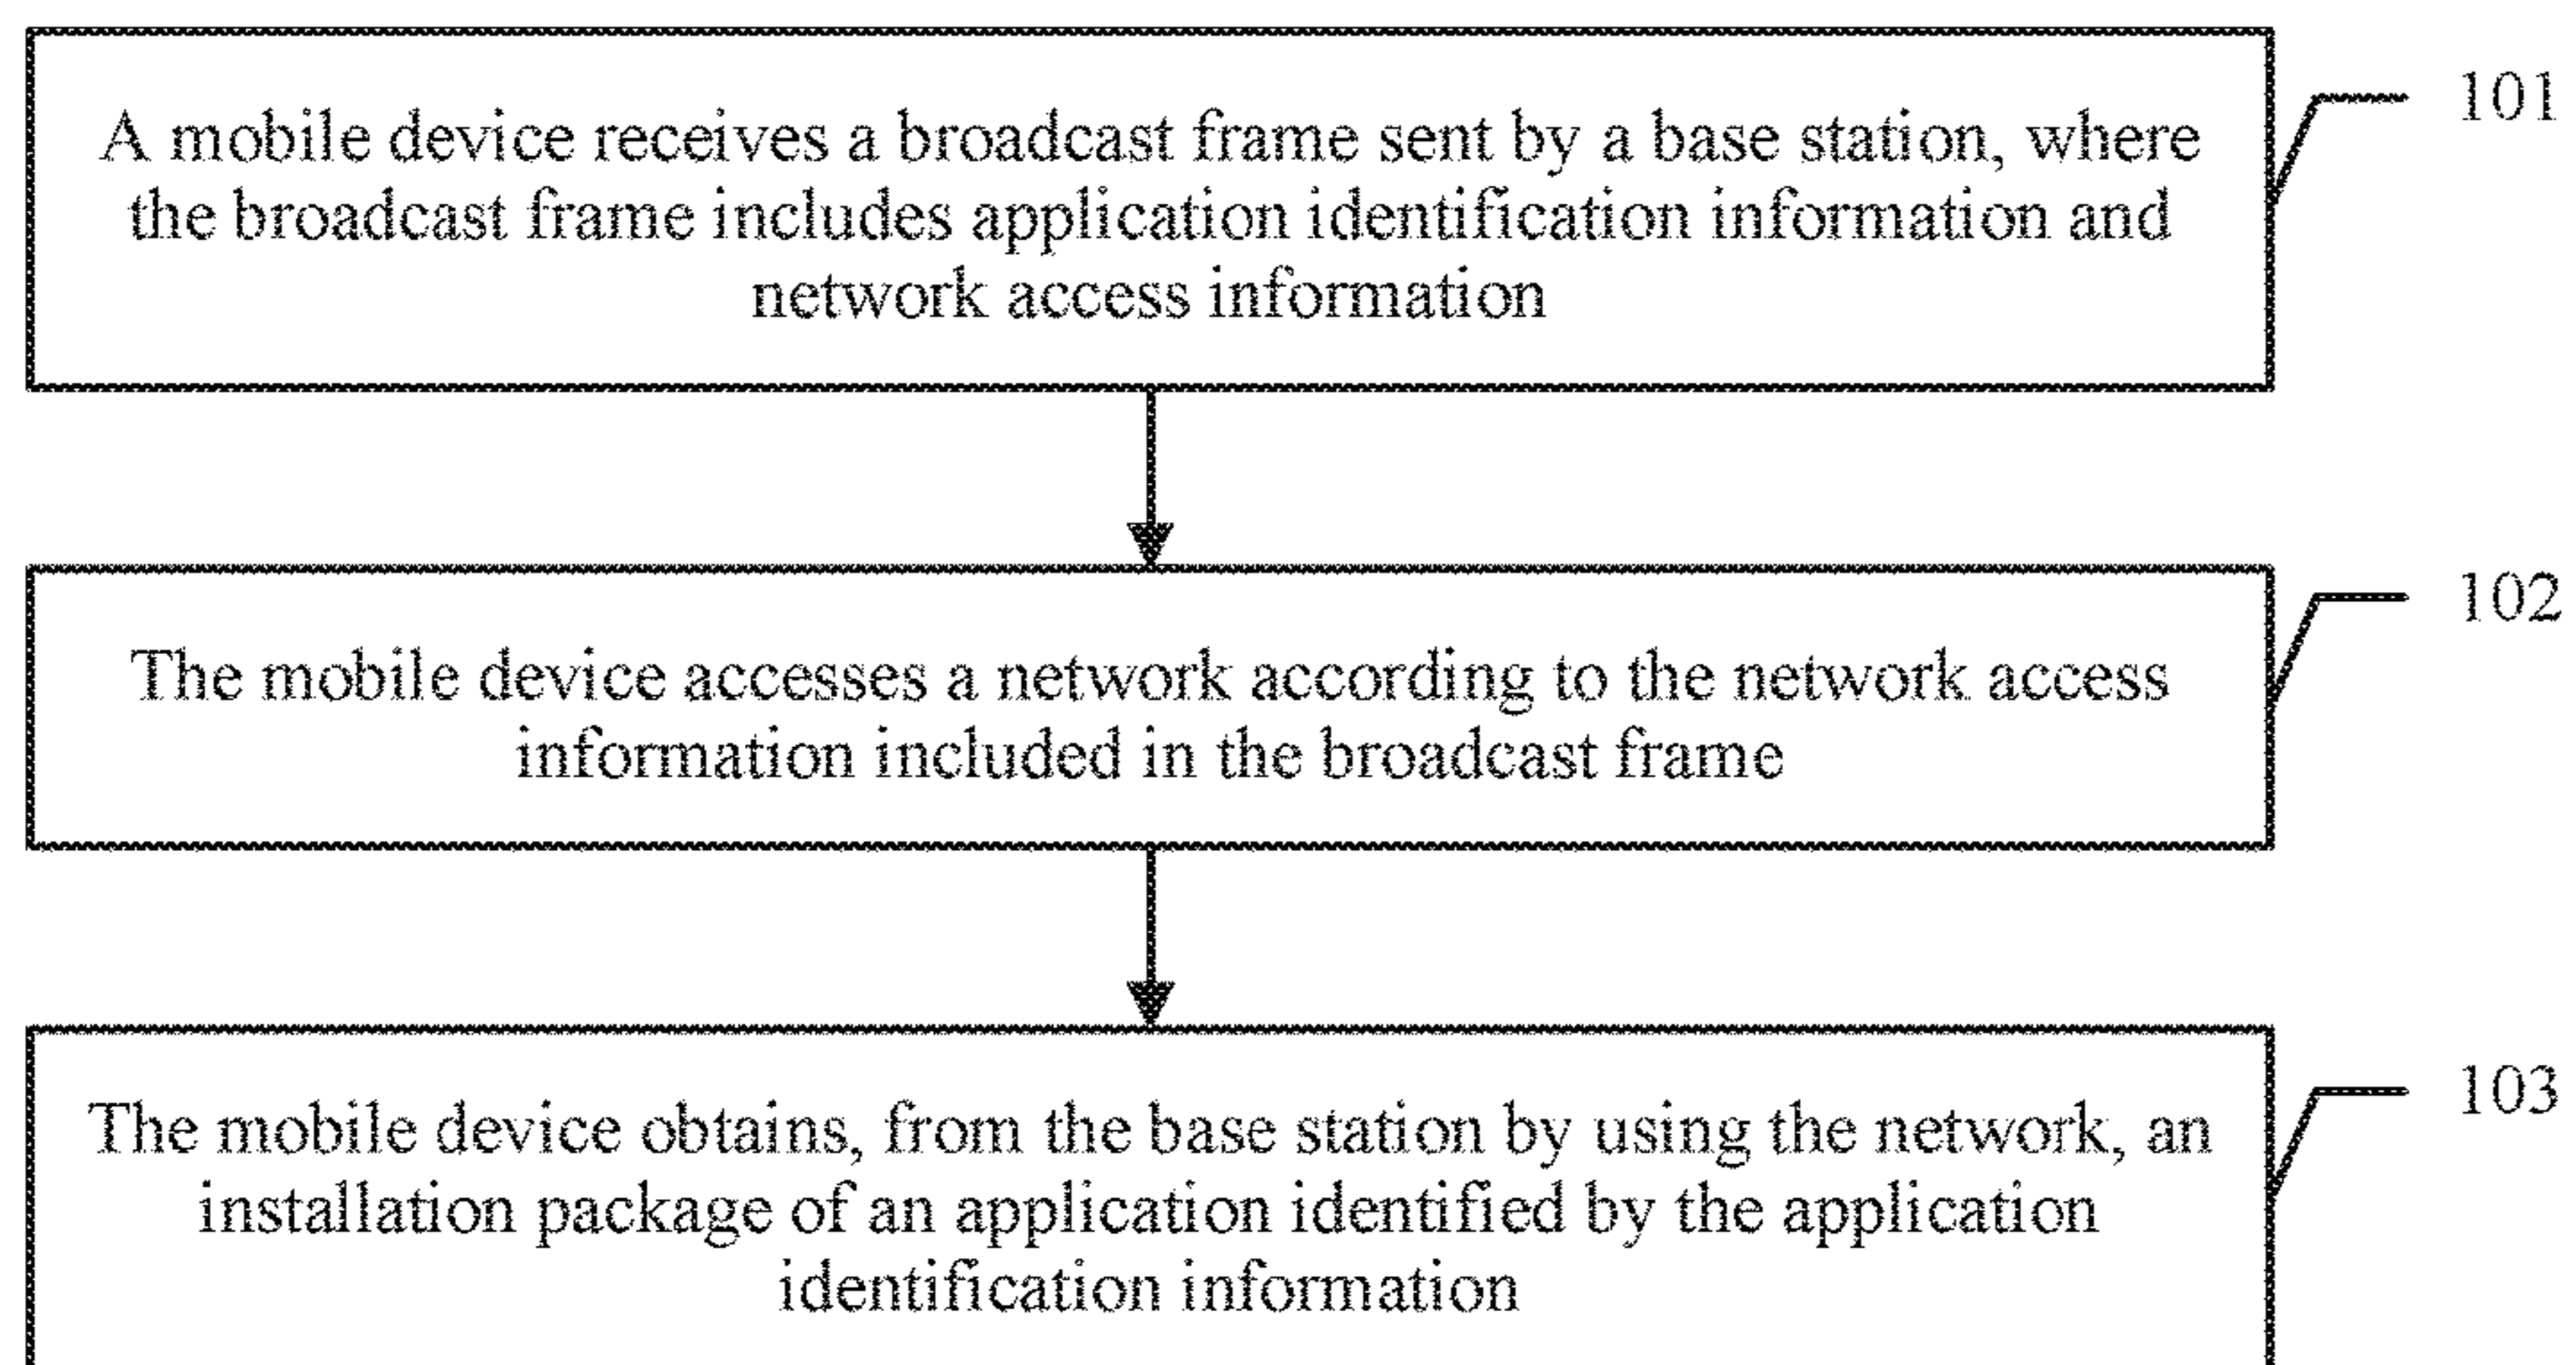 A mobile device receives a broadcast frame sent by a base station, where
the broadcast frame includes application identification information and
network access information
101
The mobile device accesses a network according to the network access
information included in the broadcast frame
102
The mobile device obtains, from the base station by using the network, an
installation package of an application identified by the application
identification information
103